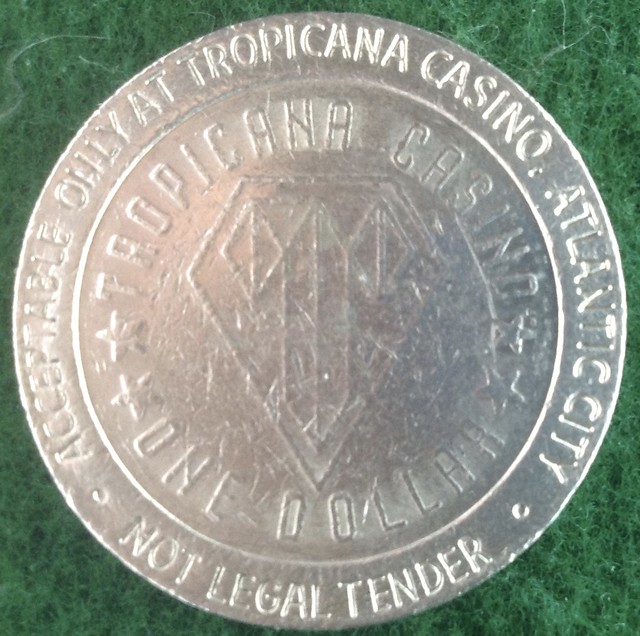 ACCEPTABLE ONLY AT TROPICANA CASINO, ATLANTIC CITY
NOT LEGAL TENDER
TROPICANA CASINO
ONE DOLLAR